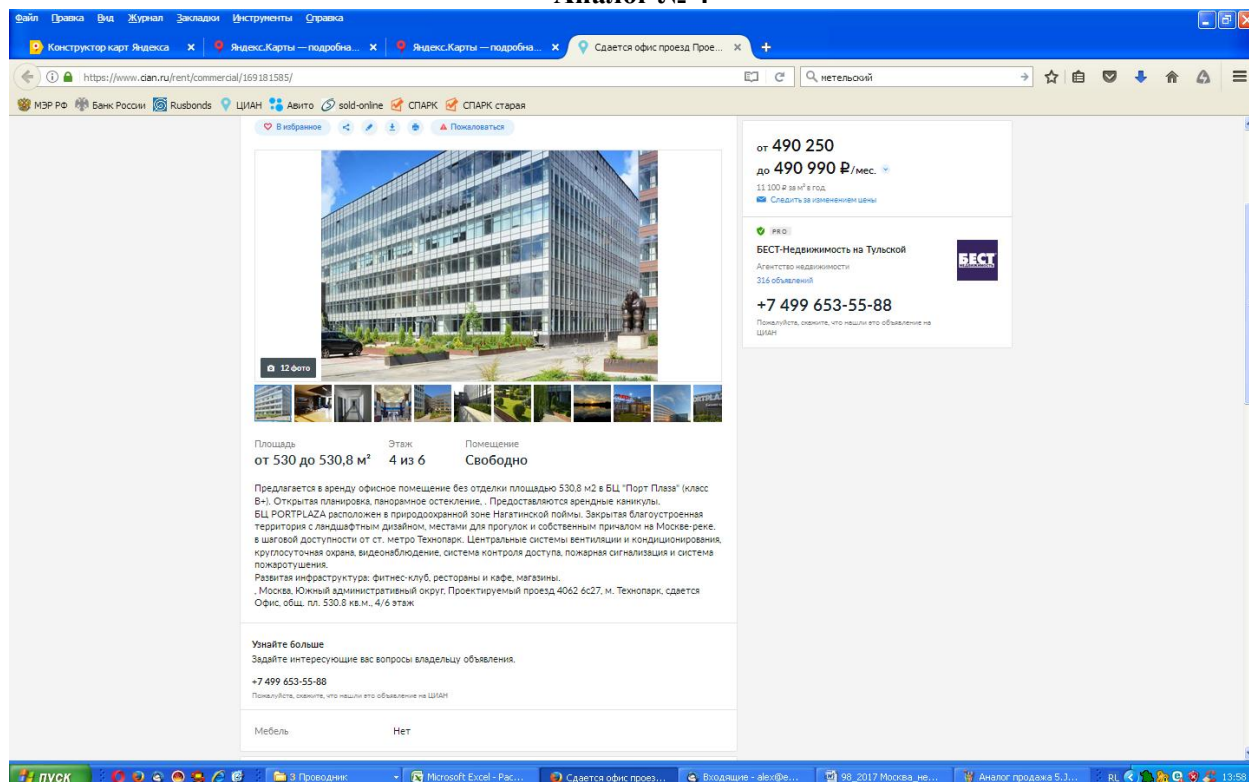 Аналог № 4
Файл Правка Вид Журнал Закладки Инструменты Справка
Конструктор карт Яндекса × Яндекс.Карты — подробна... × Яндекс.Карты — подробна... × Сдается офис проезд Прое... × +
https://www.cian.ru/rent/commercial/169181585/ нетельский
МЭР РФ Банк России Rusbonds ЦИАН Авито sold-online СПАРК СПАРК старая
В избранное Пожаловаться
от 490 250
до 490 990 ₽/мес.
11 100 ₽ за м² в год
Следить за изменением цены
PRO
БЕСТ-Недвижимость на Тульской
БЕСТ
НЕДВИЖИМОСТЬ
Агентство недвижимости
316 объявлений
+7 499 653-55-88
Пожалуйста, скажите, что нашли это объявление на
ЦИАН
12 фото
Площадь Этаж Помещение
от 530 до 530,8 м² 4 из 6 Свободно
Предлагается в аренду офисное помещение без отделки площадью 530,8 м2 в БЦ "Порт Плаза" (класс
В+). Открытая планировка, панорамное остекление, . Предоставляются арендные каникулы.
БЦ PORTPLAZA расположен в природоохранной зоне Нагатинской поймы. Закрытая благоустроенная
территория с ландшафтным дизайном, местами для прогулок и собственным причалом на Москве-реке.
в шаговой доступности от ст. метро Технопарк. Центральные системы вентиляции и кондиционирования,
круглосуточная охрана, видеонаблюдение, система контроля доступа, пожарная сигнализация и система
пожаротушения.
Развитая инфраструктура: фитнес-клуб, рестораны и кафе, магазины.
, Москва, Южный административный округ, Проектируемый проезд 4062 6с27, м. Технопарк, сдается
Офис, общ. пл. 530.8 кв.м., 4/6 этаж
Узнайте больше
Задайте интересующие вас вопросы владельцу объявления.
+7 499 653-55-88
Пожалуйста, скажите, что нашли это объявление на ЦИАН
Мебель Нет
пуск 3 Проводник Microsoft Excel - Рас... Сдается офис проез... Входящие - alex@e... 98_2017 Москва_не... Аналог продажа 5.J... RL 13:58